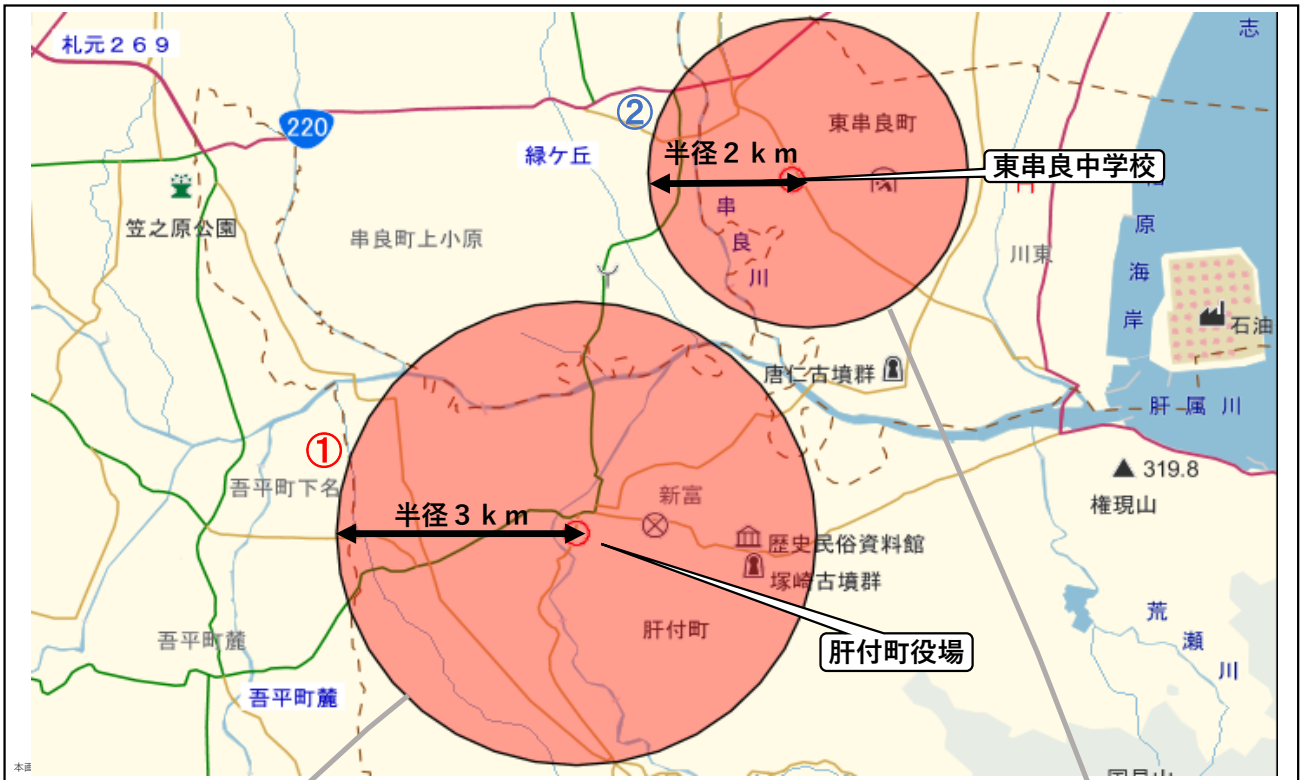 志
札元２６９
②
東串良町
220
緑ケ丘
半径２ｋｍ
東串良中学校
笠之原公園
串良町上小原
串
良
川
川東
原
海
岸
石油
唐仁古墳群
肝属川
①
吾平町下名
319.8
権現山
新富
半径３ｋｍ
歴史民俗資料館
塚崎古墳群
肝付町
荒
瀬
川
吾平町麓
肝付町役場
吾平町麓